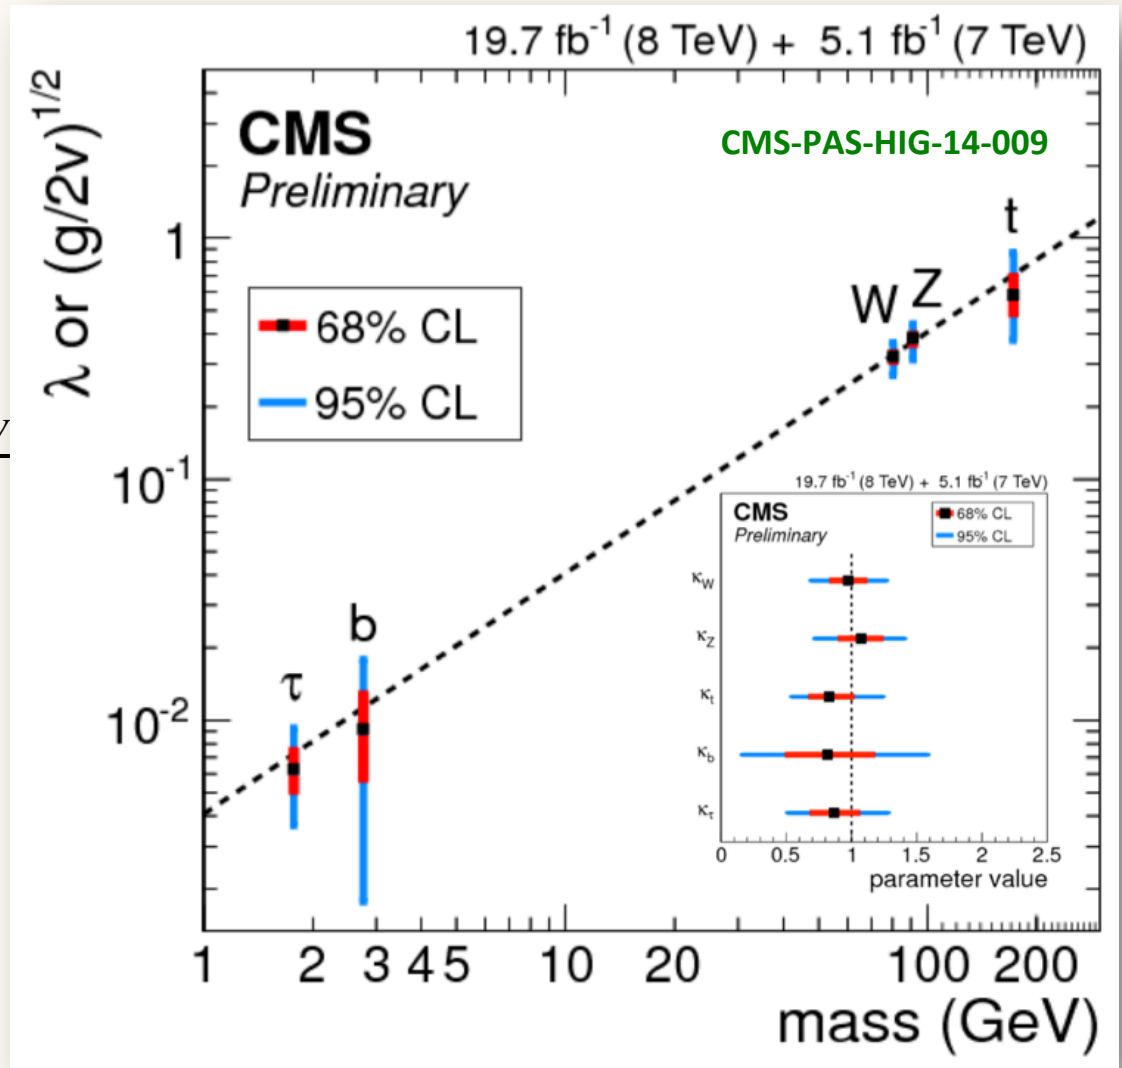 19.7 fb⁻¹ (8 TeV) + 5.1 fb⁻¹ (7 TeV)
λ or (g/2v)^1/2
CMS
Preliminary
CMS-PAS-HIG-14-009
68% CL
95% CL
1
10⁻¹
10⁻²
τ
b
W
Z
t
19.7 fb⁻¹ (8 TeV) + 5.1 fb⁻¹ (7 TeV)
CMS
Preliminary
68% CL
95% CL
κW
κZ
κt
κb
κτ
0 0.5 1 1.5 2 2.5
parameter value
1 2 3 4 5 10 20 100 200
mass (GeV)